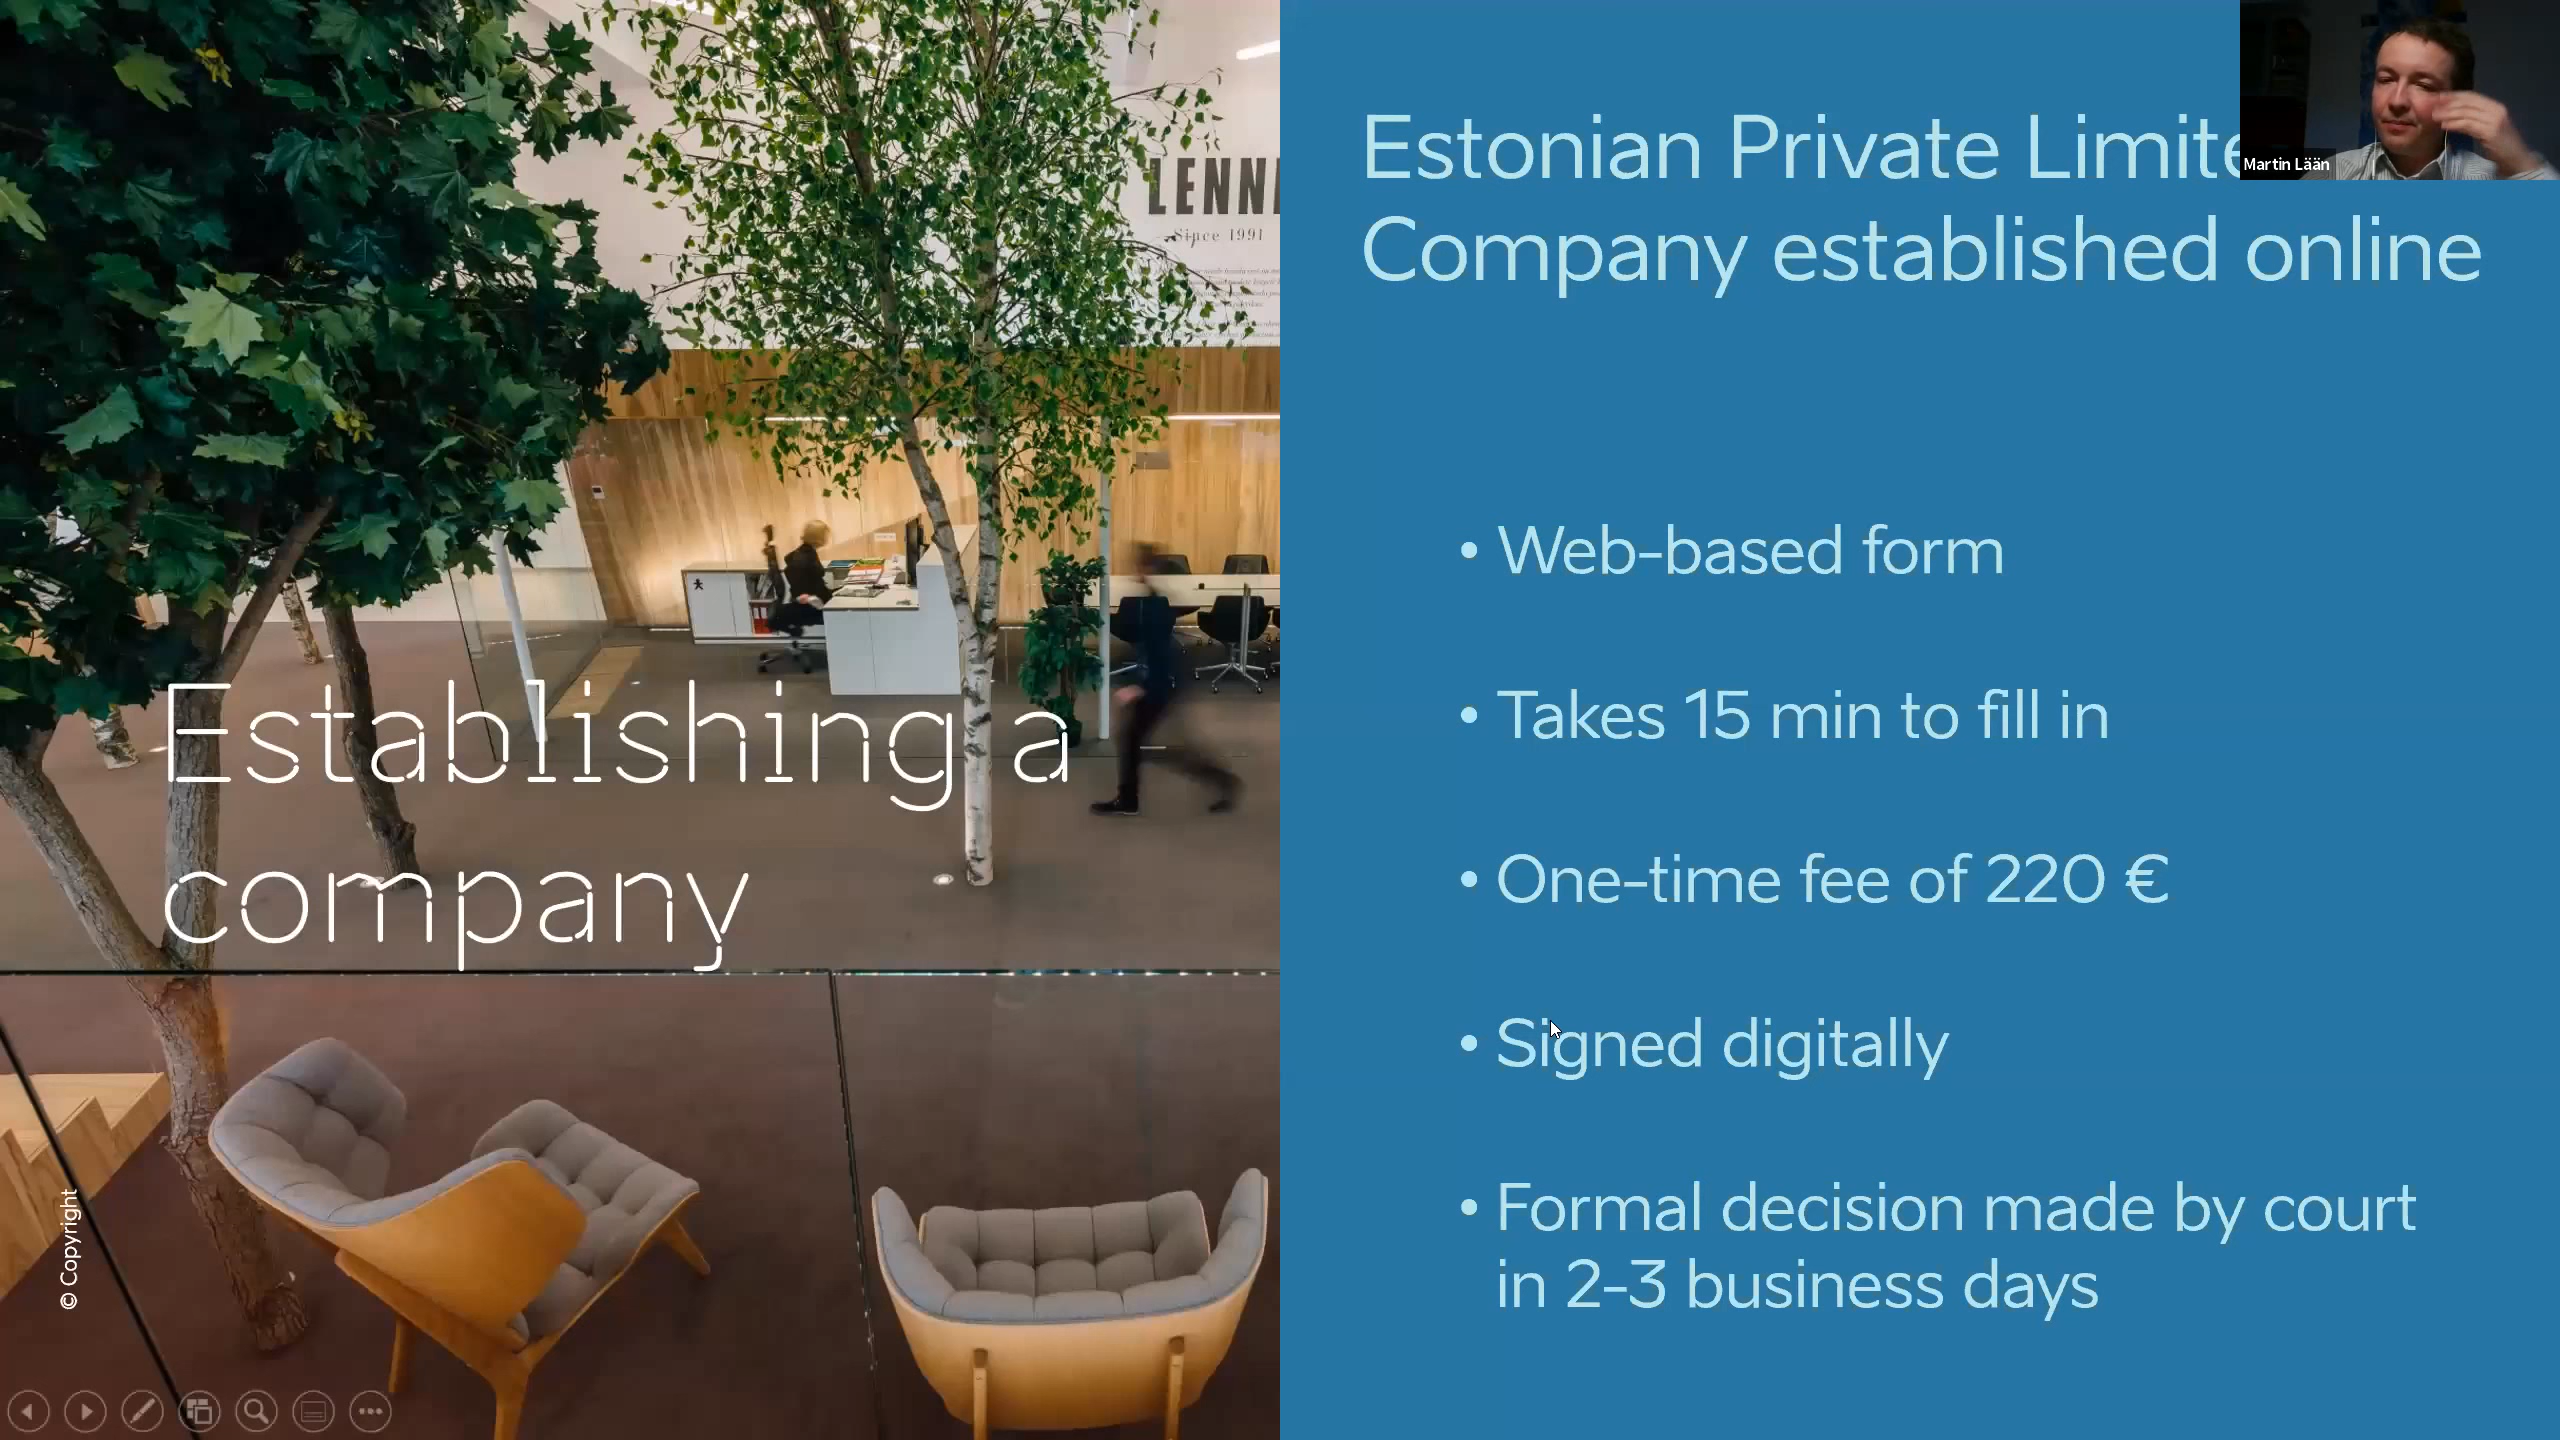 LENN
Since 1991
Establishing a
company
© Copyright
Estonian Private Limite
Company established online
• Web-based form
• Takes 15 min to fill in
• One-time fee of 220 €
• Signed digitally
• Formal decision made by court
in 2-3 business days
Martin Lään